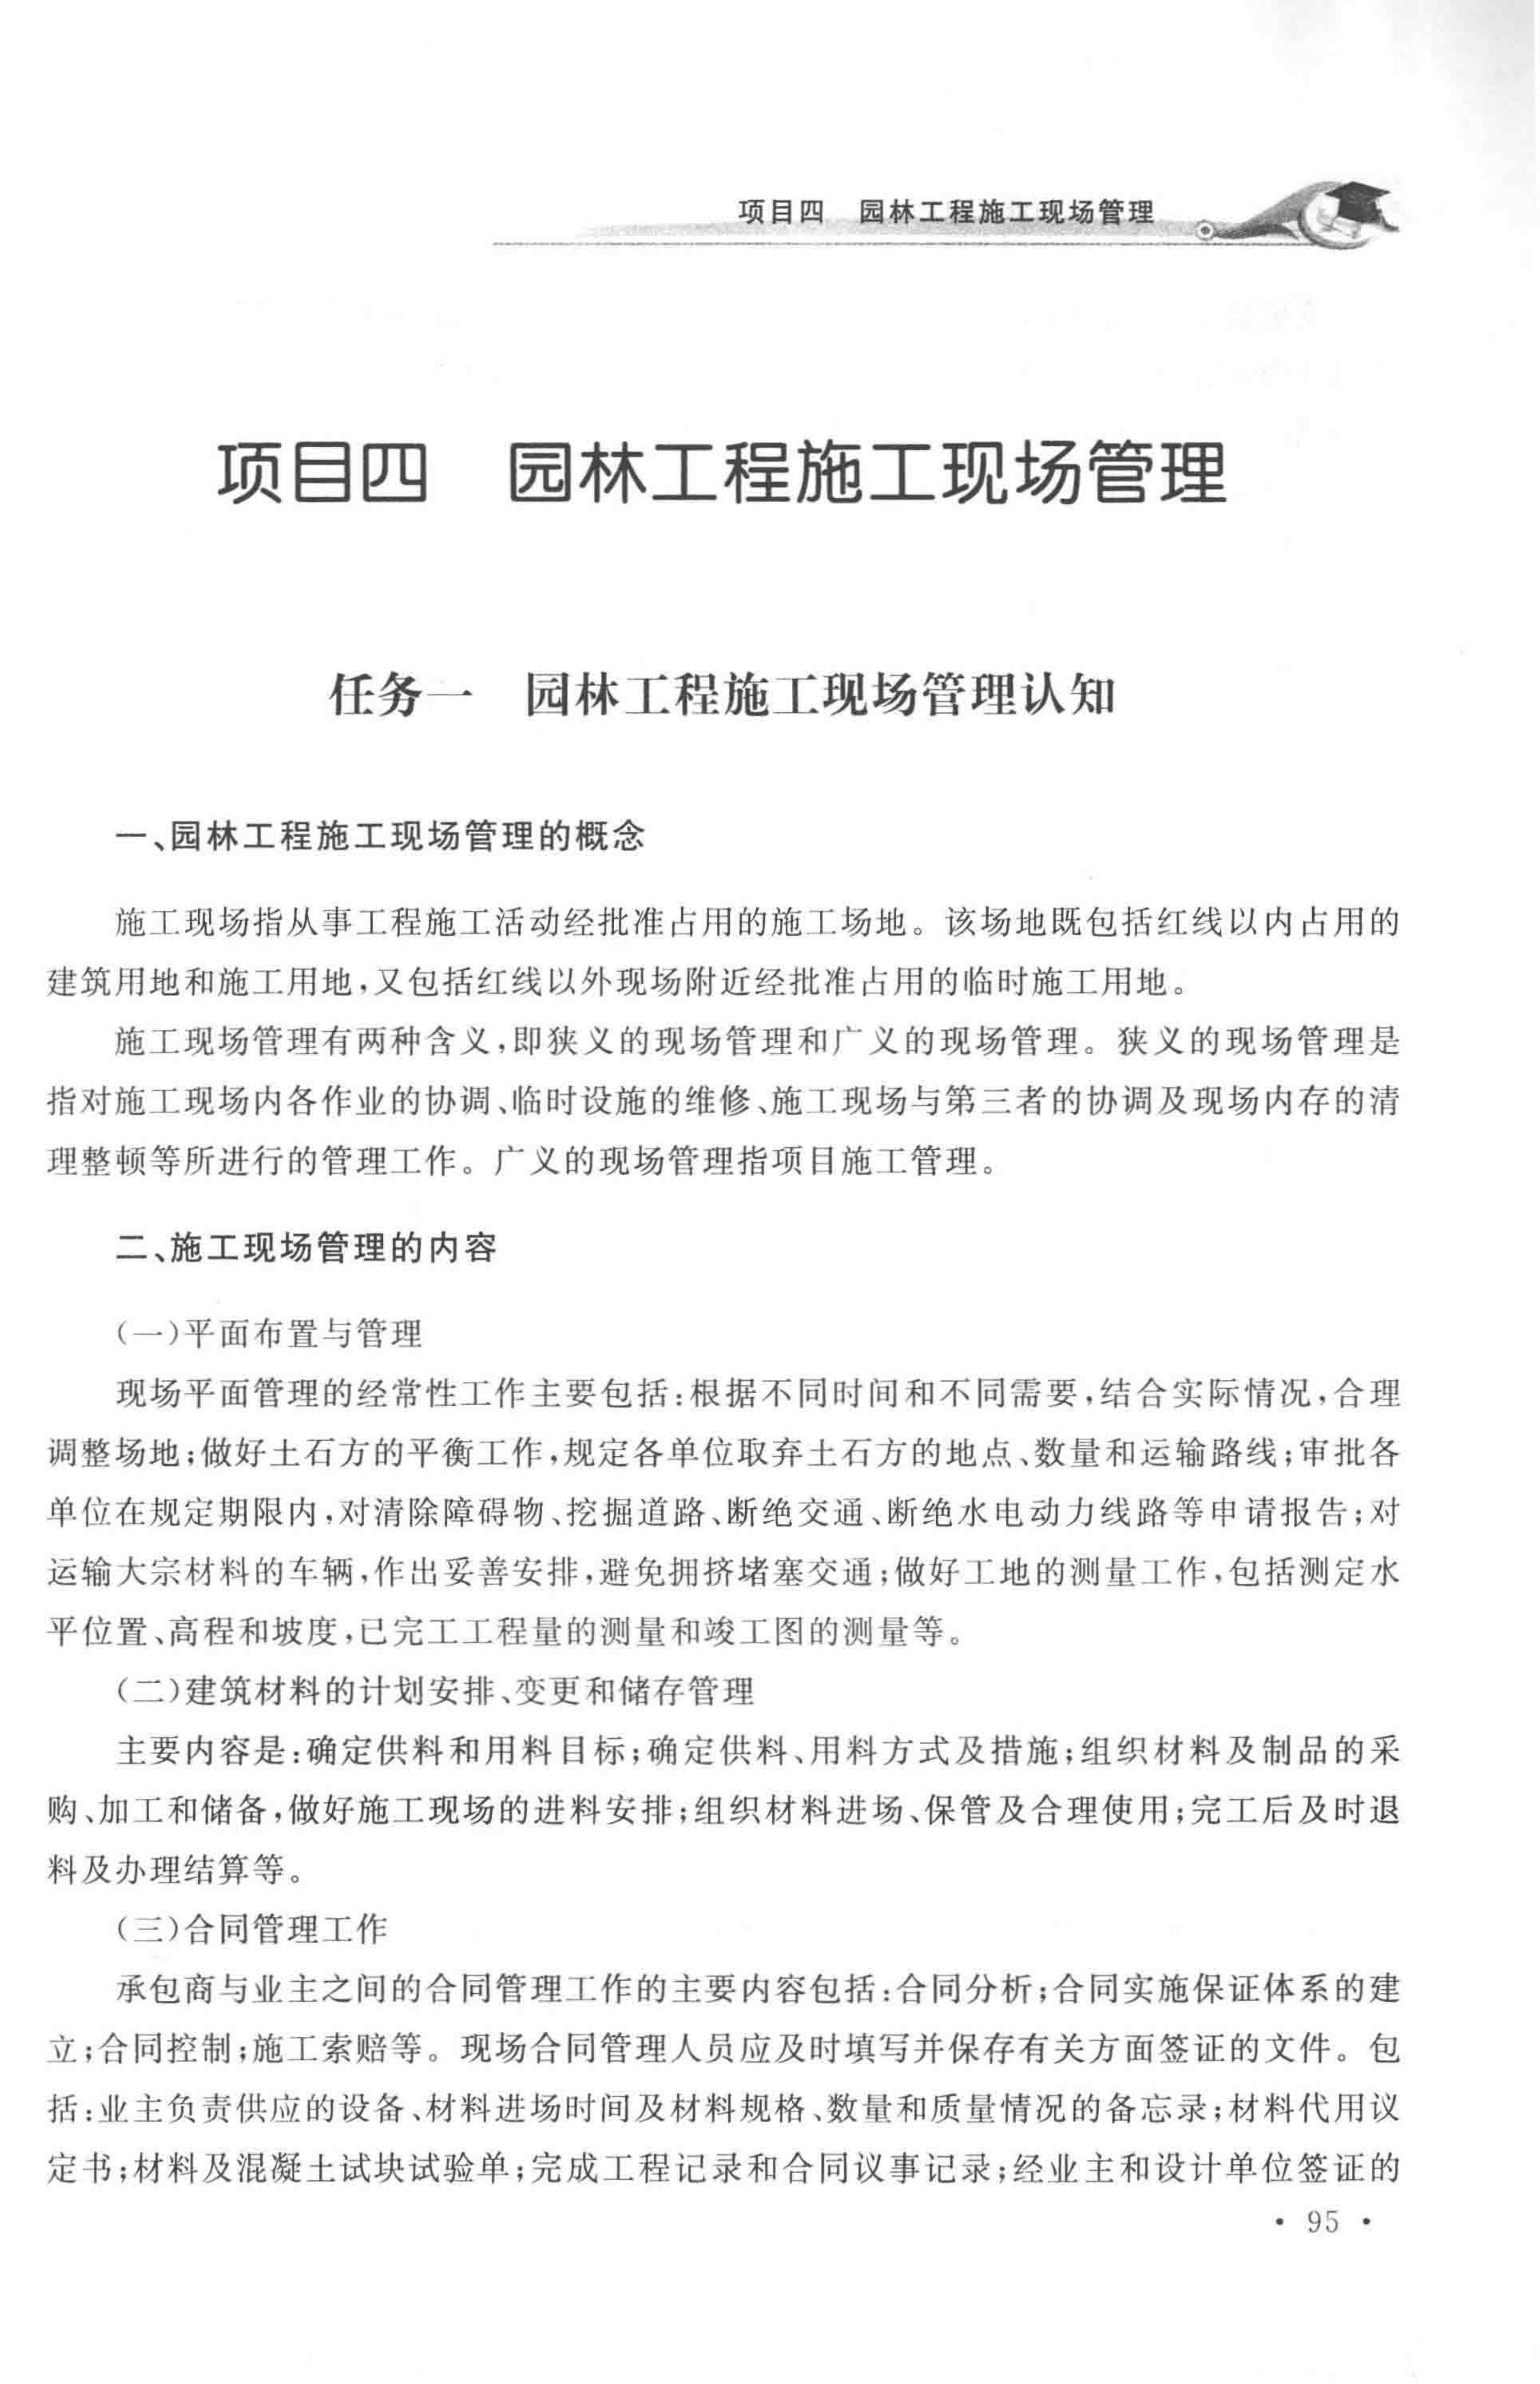 项目四 园林工程施工现场管理
项目四 园林工程施工现场管理
任务一 园林工程施工现场管理认知
一、园林工程施工现场管理的概念
施工现场指从事工程施工活动经批准占用的施工场地。该场地既包括红线以内占用的
建筑用地和施工用地,又包括红线以外现场附近经批准占用的临时施工用地。
施工现场管理有两种含义,即狭义的现场管理和广义的现场管理。狭义的现场管理是
指对施工现场内各作业的协调、临时设施的维修、施工现场与第三者的协调及现场内存的清
理整顿等所进行的管理工作。广义的现场管理指项目施工管理。
二、施工现场管理的内容
(一)平面布置与管理
现场平面管理的经常性工作主要包括:根据不同时间和不同需要,结合实际情况,合理
调整场地;做好土石方的平衡工作,规定各单位取弃土石方的地点、数量和运输路线;审批各
单位在规定期限内,对清除障碍物、挖掘道路、断绝交通、断绝水电动力线路等申请报告;对
运输大宗材料的车辆,作出妥善安排,避免拥挤堵塞交通;做好工地的测量工作,包括测定水
平位置、高程和坡度,已完工工程量的测量和竣工图的测量等。
(二)建筑材料的计划安排、变更和储存管理
主要内容是:确定供料和用料目标;确定供料、用料方式及措施;组织材料及制品的采
购、加工和储备,做好施工现场的进料安排;组织材料进场、保管及合理使用;完工后及时退
料及办理结算等。
(三)合同管理工作
承包商与业主之间的合同管理工作的主要内容包括:合同分析;合同实施保证体系的建
立;合同控制;施工索赔等。现场合同管理人员应及时填写并保存有关方面签证的文件。包
括:业主负责供应的设备、材料进场时间及材料规格、数量和质量情况的备忘录;材料代用议
定书;材料及混凝土试块试验单;完成工程记录和合同议事记录;经业主和设计单位签证的
· 95 ·